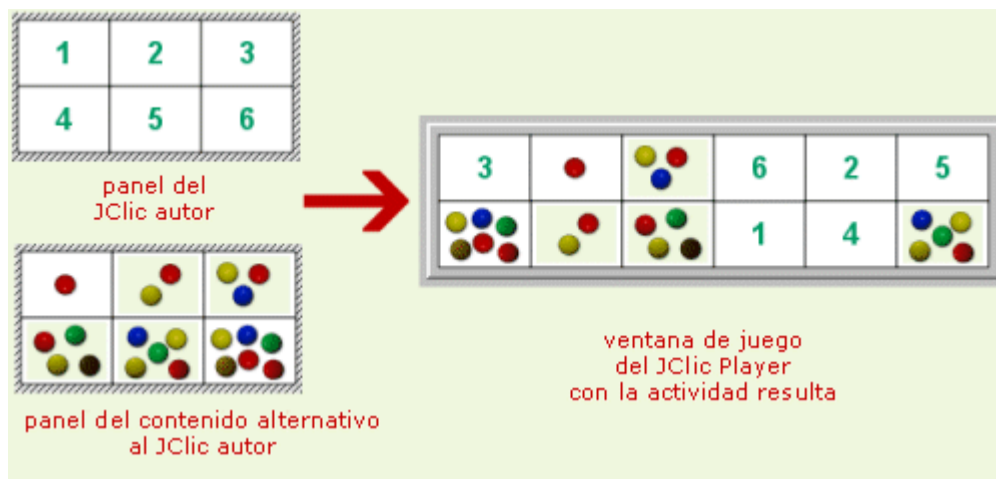 1 2 3
4 5 6
panel del
JClic autor
panel del contenido alternativo
al JClic autor
3 6 2 5
1 4
ventana de juego
del JClic Player
con la actividad resulta